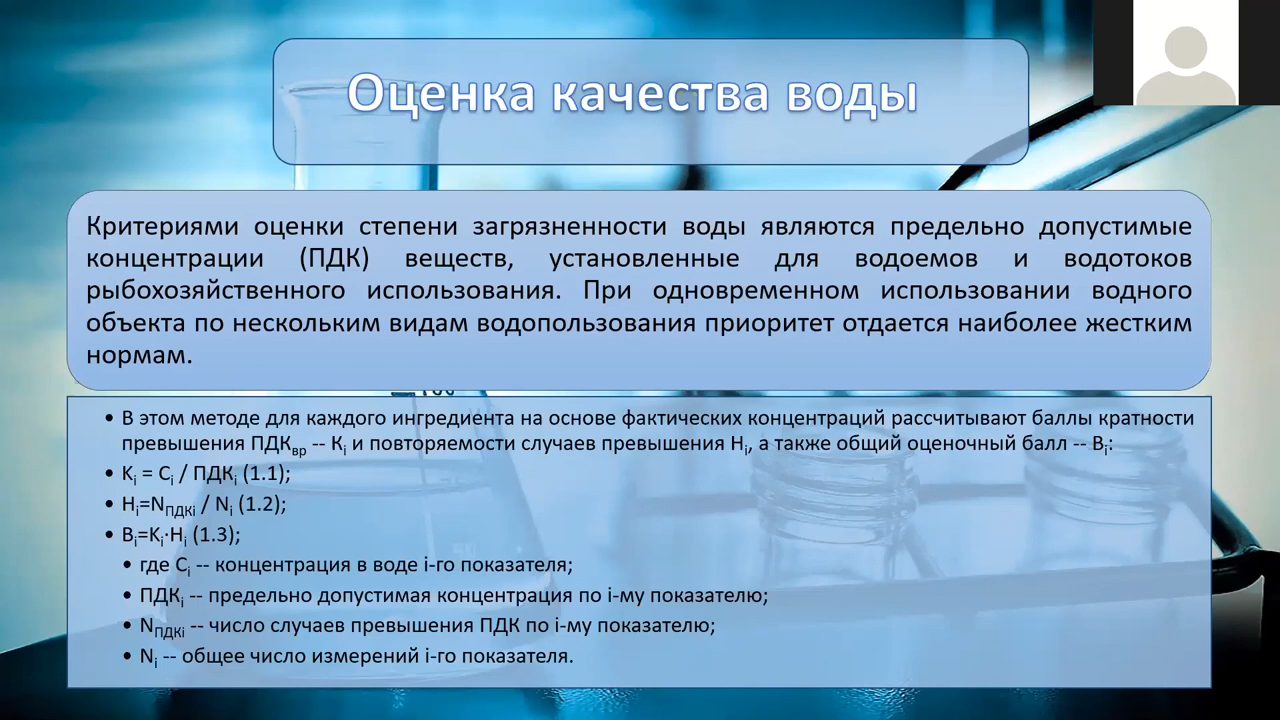 Оценка качества воды
Критериями оценки степени загрязненности воды являются предельно допустимые
концентрации (ПДК) веществ, установленные для водоемов и водотоков
рыбохозяйственного использования. При одновременном использовании водного
объекта по нескольким видам водопользования приоритет отдается наиболее жестким
нормам.
• В этом методе для каждого ингредиента на основе фактических концентраций рассчитывают баллы кратности
превышения ПДКвр -- Кi и повторяемости случаев превышения Нi, а также общий оценочный балл -- Вi:
• Ki = Ci / ПДКi (1.1);
• Hi=NПДКi / Ni (1.2);
• Bi=Ki·Hi (1.3);
• где Ci -- концентрация в воде i-го показателя;
• ПДКi -- предельно допустимая концентрация по i-му показателю;
• NПДКi -- число случаев превышения ПДК по i-му показателю;
• Ni -- общее число измерений i-го показателя.